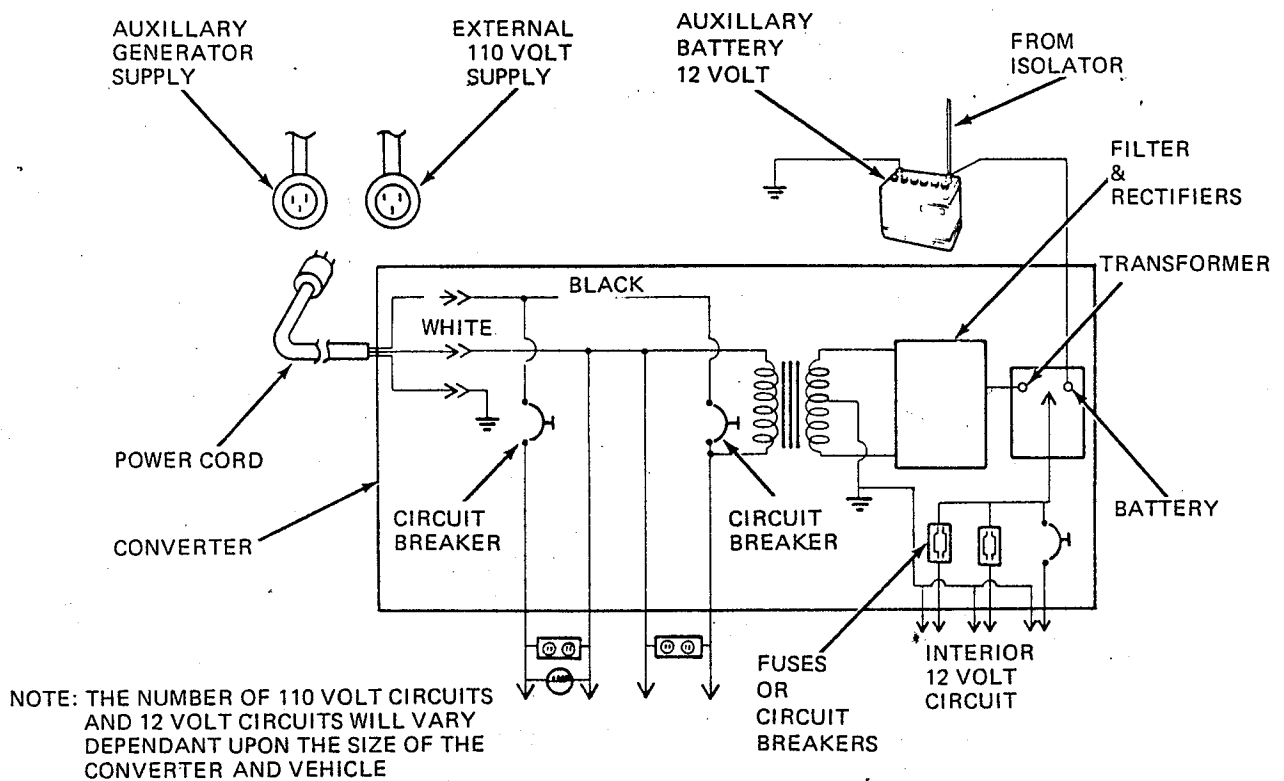 AUXILLARY
GENERATOR
SUPPLY
EXTERNAL
110 VOLT
SUPPLY
AUXILLARY
BATTERY
12 VOLT
FROM
ISOLATOR
FILTER
&
RECTIFIERS
TRANSFORMER
BLACK
WHITE
POWER CORD
CONVERTER
CIRCUIT
BREAKER
CIRCUIT
BREAKER
BATTERY
FUSES
OR
CIRCUIT
BREAKERS
INTERIOR
12 VOLT
CIRCUIT
NOTE: THE NUMBER OF 110 VOLT CIRCUITS
AND 12 VOLT CIRCUITS WILL VARY
DEPENDANT UPON THE SIZE OF THE
CONVERTER AND VEHICLE